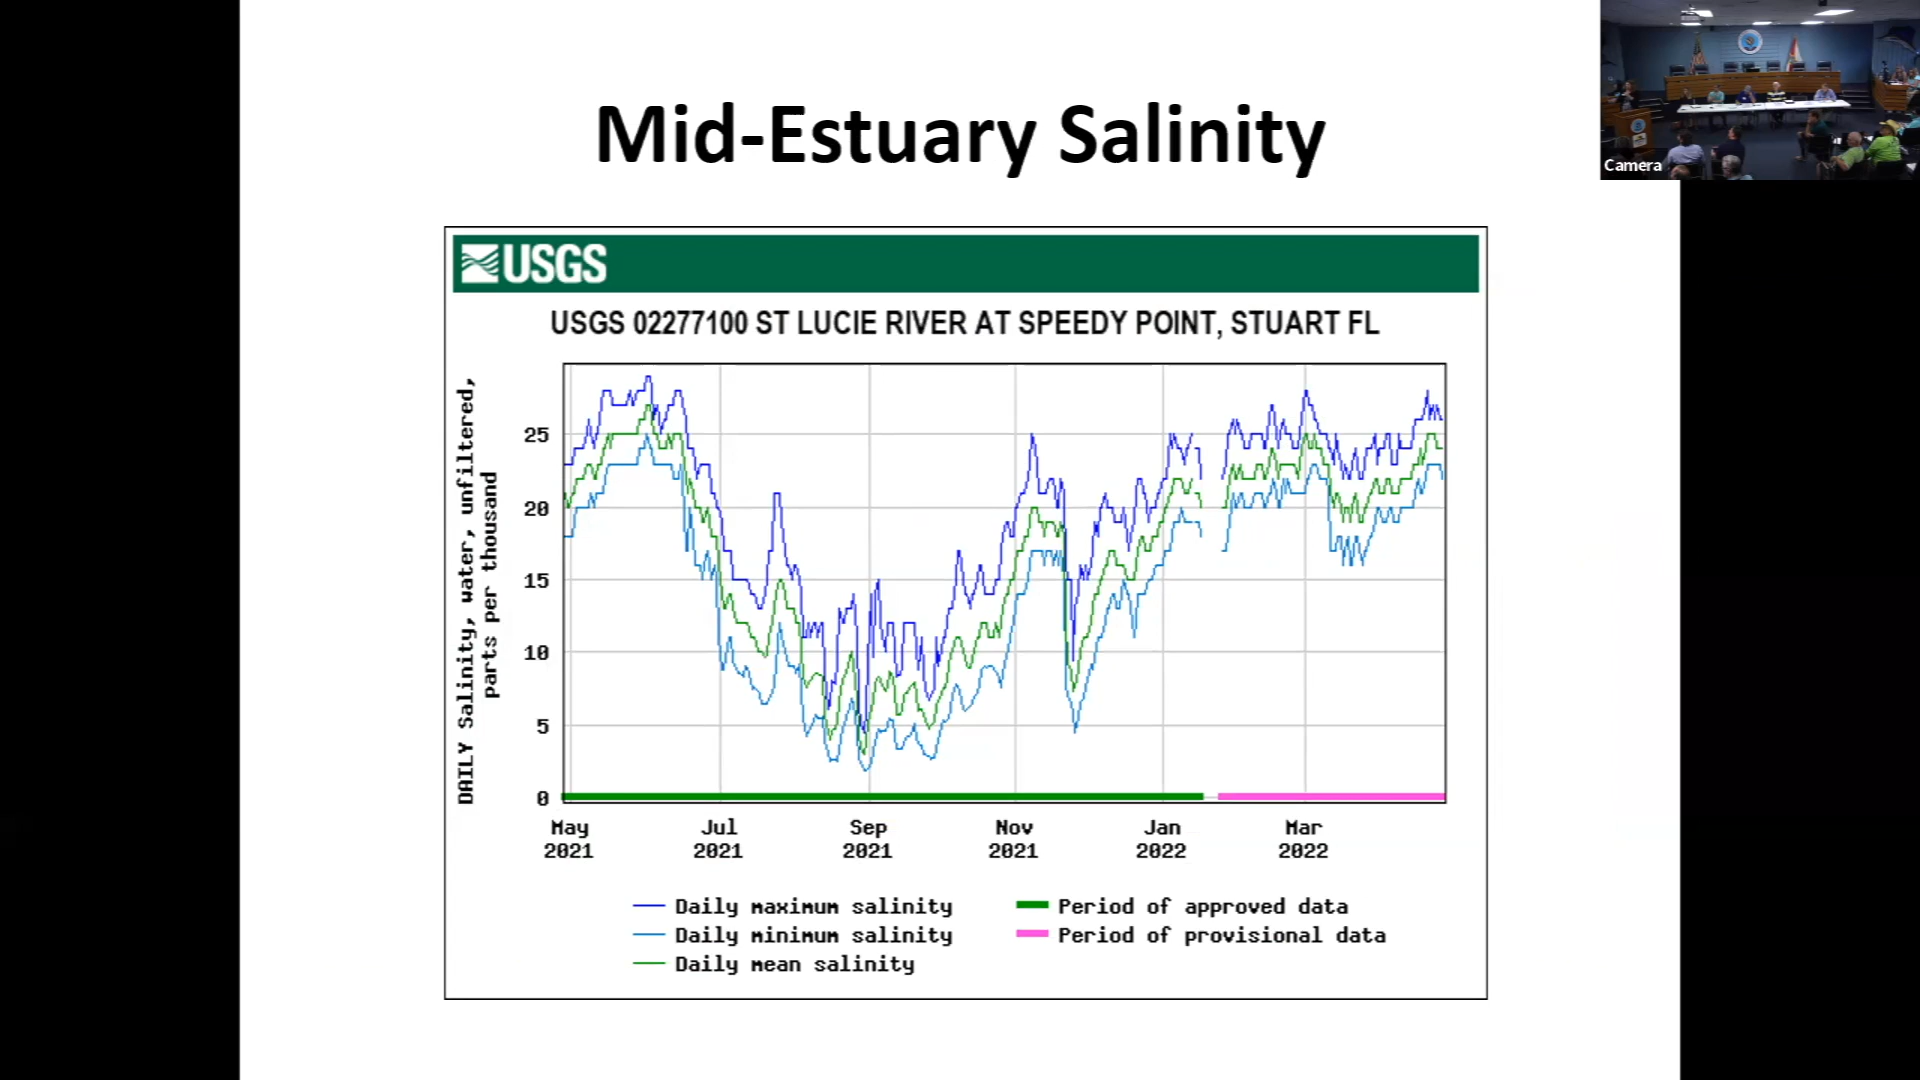 Mid-Estuary Salinity
Camera
USGS
USGS 02277100 ST LUCIE RIVER AT SPEEDY POINT, STUART FL
DAILY Salinity, water, unfiltered,
parts per thousand
25
20
15
10
5
0
May Jul Sep Nov Jan Mar
2021 2021 2021 2021 2022 2022
Daily maximum salinity
Daily minimum salinity
Daily mean salinity
Period of approved data
Period of provisional data